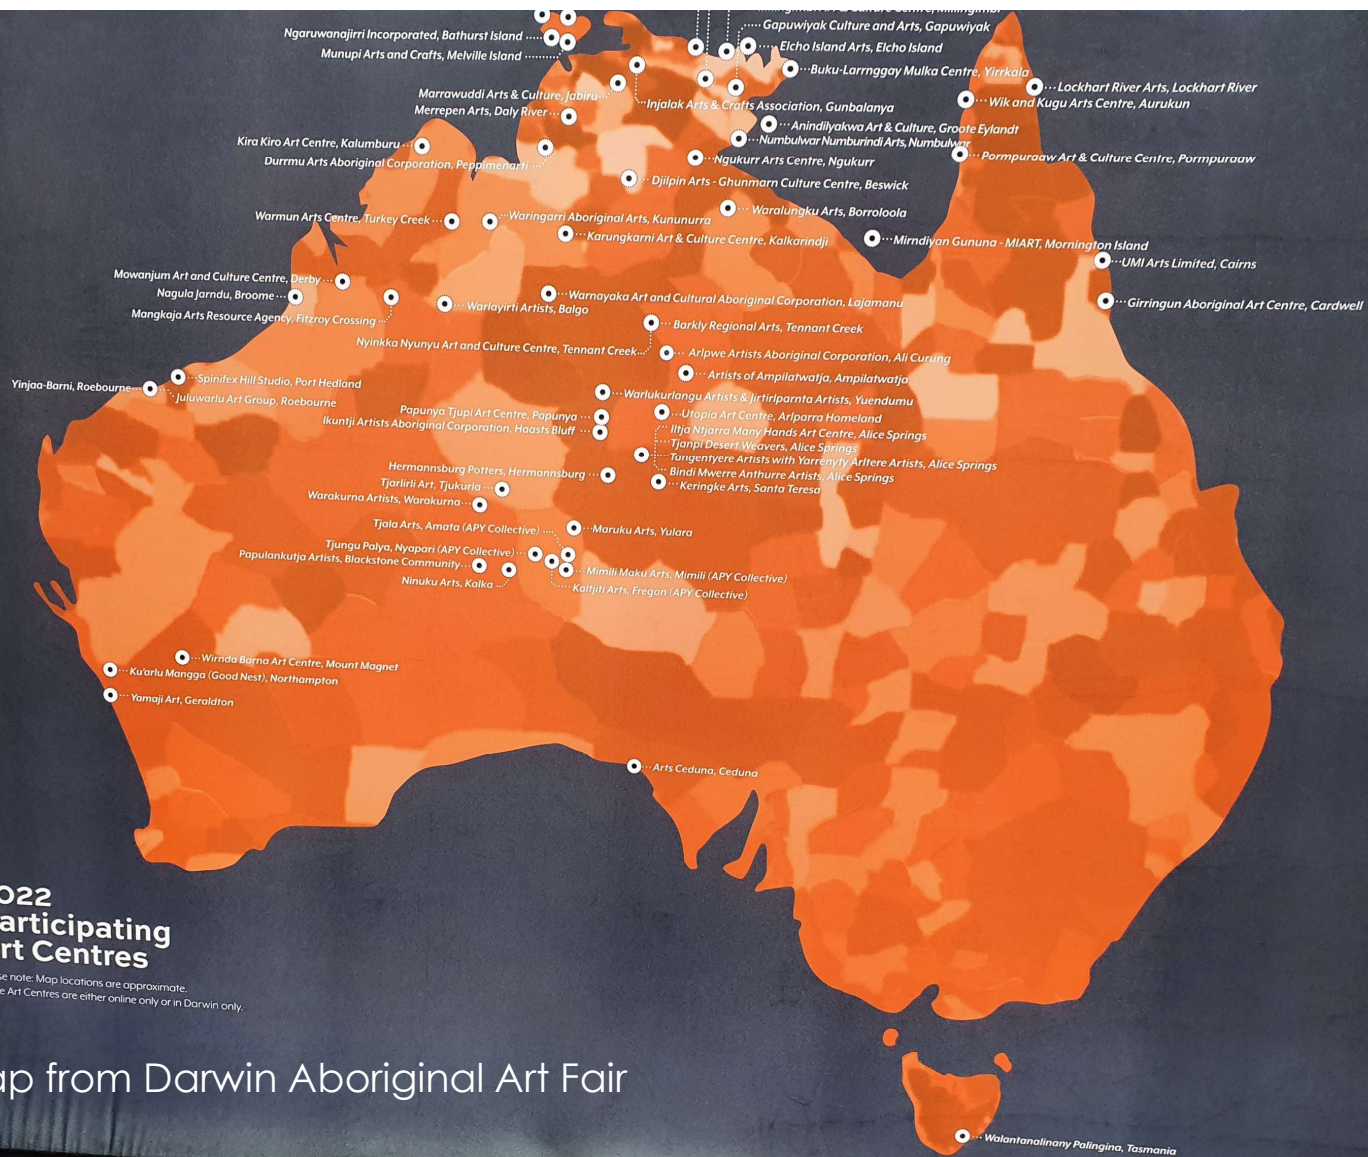 Ngaruwanajirri Incorporated, Bathurst Island
Munupi Arts and Crafts, Melville Island
Gapuwiyak Culture and Arts, Gapuwiyak
Elcho Island Arts, Elcho Island
Buku-Larrnggay Mulka Centre, Yirrkala
Lockhart River Arts, Lockhart River
Wik and Kugu Arts Centre, Aurukun
Marrawuddi Arts & Culture, Jabiru
Injalak Arts & Crafts Association, Gunbalanya
Merrepen Arts, Daly River
Anindilyakwa Art & Culture, Groote Eylandt
Numbulwar Numburindi Arts, Numbulwar
Kira Kiro Art Centre, Kalumburu
Durrmu Arts Aboriginal Corporation, Peppimenarti
Ngukurr Arts Centre, Ngukurr
Pormpuraaw Art & Culture Centre, Pormpuraaw
Djilpin Arts - Ghunmarn Culture Centre, Beswick
Waralungku Arts, Borroloola
Warmun Arts Centre, Turkey Creek
Waringarri Aboriginal Arts, Kununurra
Karungkarni Art & Culture Centre, Kalkarindji
Mirndiyan Gununa - MIART, Mornington Island
UMI Arts Limited, Cairns
Mowanjum Art and Culture Centre, Derby
Nagula Jarndu, Broome
Mangkaja Arts Resource Agency, Fitzroy Crossing
Warlayirti Artists, Balgo
Warnayaka Art and Cultural Aboriginal Corporation, Lajamanu
Girringun Aboriginal Art Centre, Cardwell
Barkly Regional Arts, Tennant Creek
Nyinkka Nyunyu Art and Culture Centre, Tennant Creek
Arlpwe Artists Aboriginal Corporation, Ali Curung
Artists of Ampilatwatja, Ampilatwatja
Spinifex Hill Studio, Port Hedland
Yinjaa-Barni, Roebourne
Juluwarlu Art Group, Roebourne
Warlukurlangu Artists & Jirtirlparnta Artists, Yuendumu
Papunya Tjupi Art Centre, Papunya
Utopia Art Centre, Arlparra Homeland
Ikuntji Artists Aboriginal Corporation, Haasts Bluff
Iltja Ntjarra Many Hands Art Centre, Alice Springs
Tjanpi Desert Weavers, Alice Springs
Tungentyere Artists with Yarrenyty Arltere Artists, Alice Springs
Bindi Mwerre Anthurre Artists, Alice Springs
Keringke Arts, Santa Teresa
Hermannsburg Potters, Hermannsburg
Tjarlirli Art, Tjukurla
Warakurna Artists, Warakurna
Tjala Arts, Amata (APY Collective)
Maruku Arts, Yulara
Tjungu Palya, Nyapari (APY Collective)
Papulankutja Artists, Blackstone Community
Ninuku Arts, Kalka
Mimili Maku Arts, Mimili (APY Collective)
Kaltjiti Arts, Fregon (APY Collective)
Wirnda Barna Art Centre, Mount Magnet
Ku'arlu Mangga (Good Nest), Northampton
Yamaji Art, Geraldton
Arts Ceduna, Ceduna
022
articipating
rt Centres
se note: Map locations are approximate.
e Art Centres are either online only or in Darwin only.
ap from Darwin Aboriginal Art Fair
Walantanalinany Palingina, Tasmania